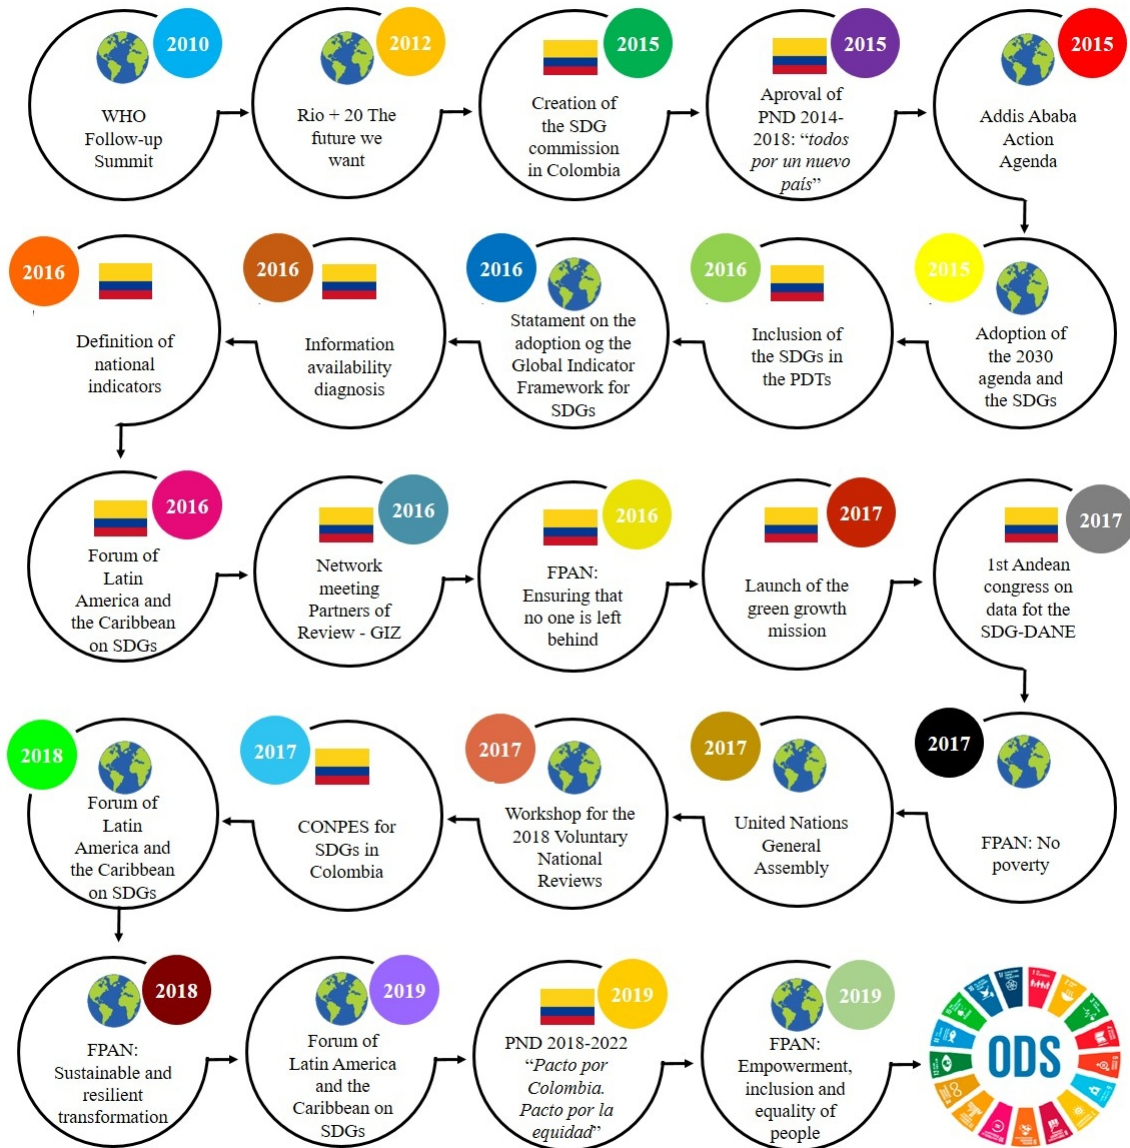 2010
WHO
Follow-up
Summit
2012
Rio + 20 The
future we
want
2015
Creation of
the SDG
commission
in Colombia
2015
Aproval of
PND 2014-
2018: “todos
por un nuevo
país”
2015
Addis Ababa
Action
Agenda
2015
Adoption of
the 2030
agenda and
the SDGs
2016
Inclusion of
the SDGs in
the PDTs
2016
Statament on the
adoption og the
Global Indicator
Framework for
SDGs
2016
Information
availability
diagnosis
2016
Definition of
national
indicators
2016
Forum of
Latin
America and
the Caribbean
on SDGs
2016
Network
meeting
Partners of
Review - GIZ
2016
FPAN:
Ensuring that
no one is left
behind
2017
Launch of the
green growth
mission
2017
1st Andean
congress on
data fot the
SDG-DANE
2017
FPAN: No
poverty
2017
United Nations
General
Assembly
2017
Workshop for the
2018 Voluntary
National
Reviews
2017
CONPES for
SDGs in
Colombia
2018
Forum of
Latin
America and
the Caribbean
on SDGs
2018
FPAN:
Sustainable and
resilient
transformation
2019
Forum of
Latin
America and the
Caribbean on
SDGs
2019
PND 2018-2022
“Pacto por
Colombia.
Pacto por la
equidad”
2019
FPAN:
Empowerment,
inclusion and
equality of
people
ODS